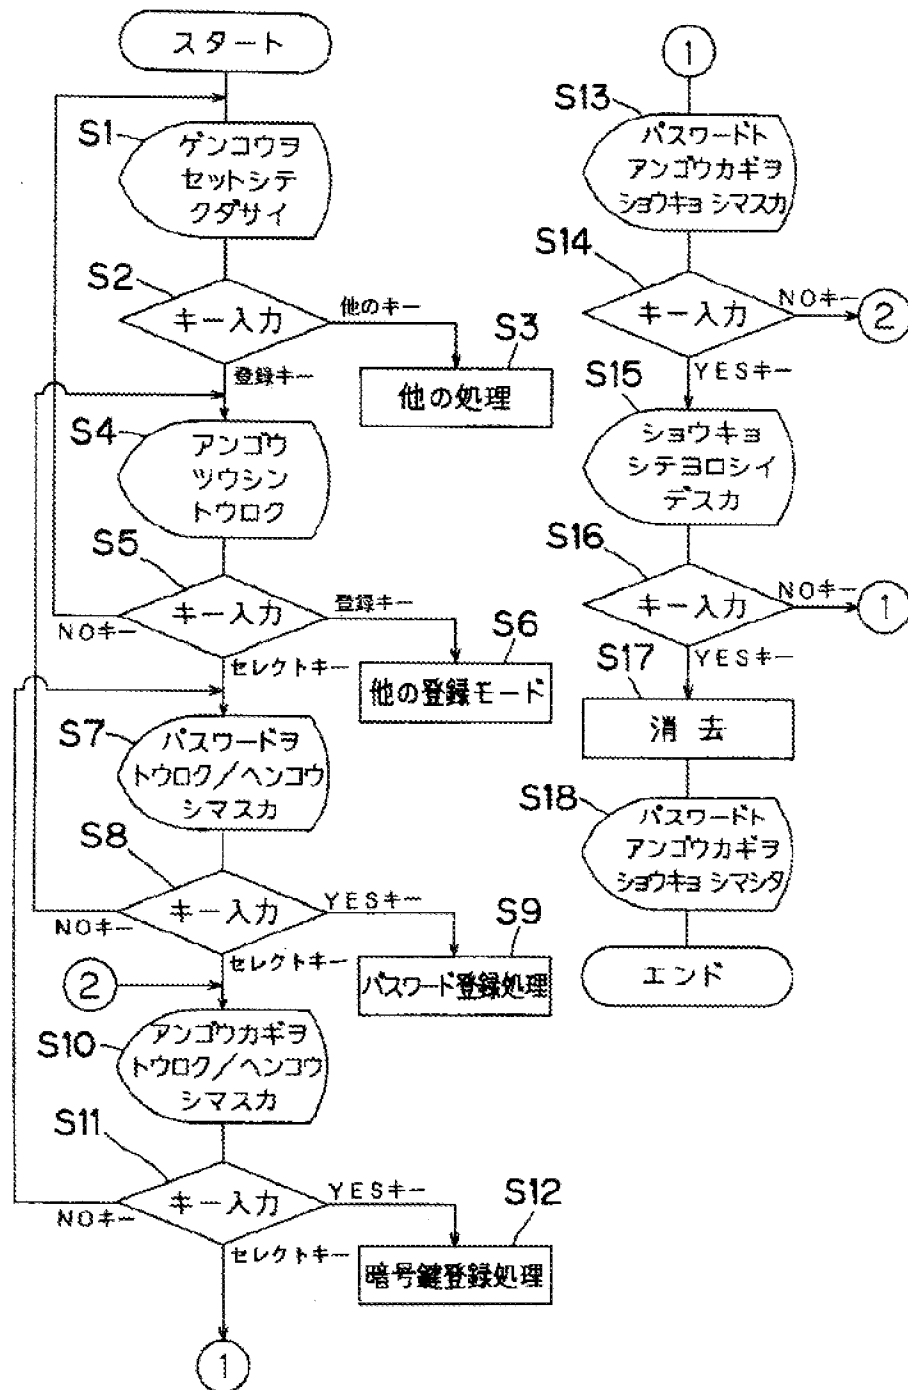 スタート
S1
ゲンコウヲ
セットシテ
クダサイ
S2
キー入力
他のキー
S3
他の処理
登録キー
S4
アンゴウ
ツウシン
トウロク
S5
キー入力
登録キー
NOキー
S6
他の登録モード
セレクトキー
S7
パスワードヲ
トウロク/ヘンコウ
シマスカ
S8
キー入力
YESキー
NOキー
S9
パスワード登録処理
セレクトキー
2
S10
アンゴウカギヲ
トウロク/ヘンコウ
シマスカ
S11
キー入力
YESキー
NOキー
S12
暗号鍵登録処理
セレクトキー
1
1
S13
パスワードト
アンゴウカギヲ
ショウキョ シマスカ
S14
キー入力
NOキー
2
YESキー
S15
ショウキョ
シテヨロシイ
デスカ
S16
キー入力
NOキー
1
YESキー
S17
消去
S18
パスワードト
アンゴウカギヲ
ショウキョ シマシタ
エンド